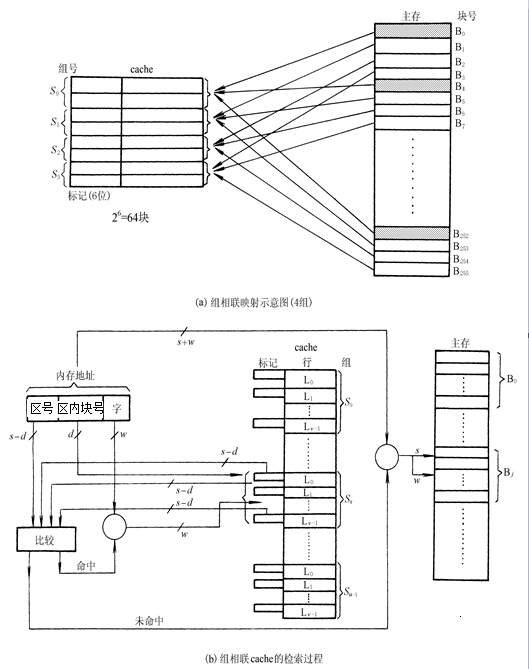 主存 块号
组号 cache
B₀
B₁
B₂
B₃
B₄
B₅
B₆
B₇
S₀
S₁
S₂
S₃
标记(6位)
2⁶=64块
B₂₅₂
B₂₅₃
B₂₅₄
B₂₅₅
(a) 组相联映射示意图(4组)
s+w
主存
cache
内存地址
标记 行 组
区号 区内块号 字
s-d d w
L₀
L₁
Lᵥ₋₁
S₀
B₀
s-d
s-d
s-d
L₀
L₁
Lᵥ₋₁
S₀
s
w
Bⱼ
比较
w
命中
L₀
L₁
Lᵥ₋₁
Sᵤ₋₁
未命中
(b) 组相联cache的检索过程